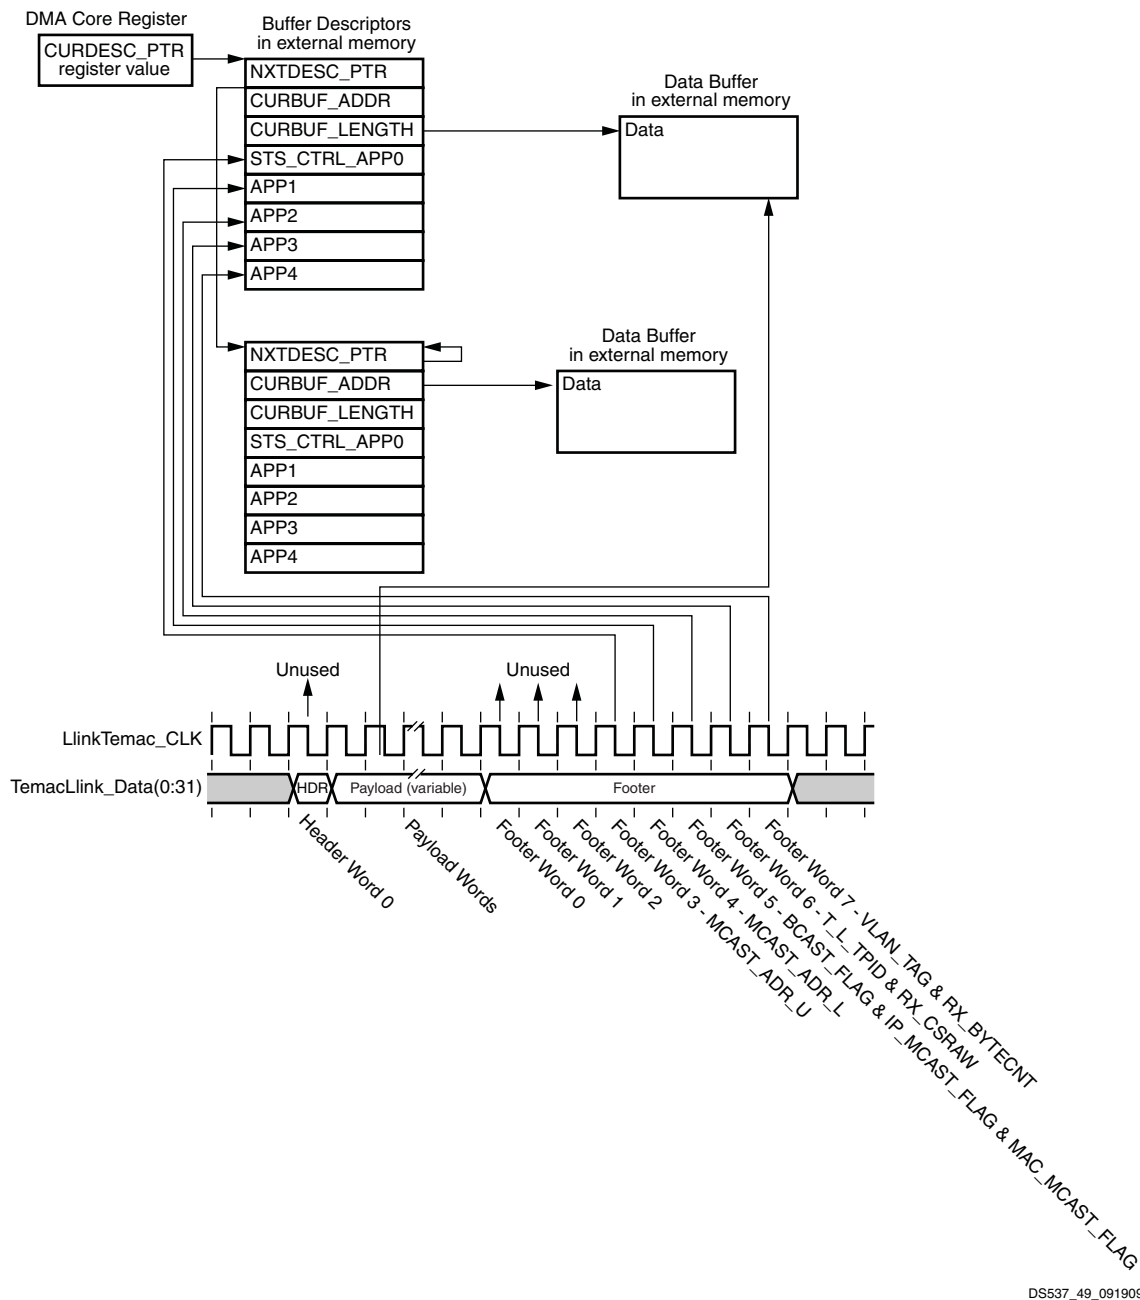 DMA Core Register
CURDESC_PTR
register value
Buffer Descriptors
in external memory
NXTDESC_PTR
CURBUF_ADDR
CURBUF_LENGTH
STS_CTRL_APP0
APP1
APP2
APP3
APP4
Data Buffer
in external memory
Data
NXTDESC_PTR
CURBUF_ADDR
CURBUF_LENGTH
STS_CTRL_APP0
APP1
APP2
APP3
APP4
Data Buffer
in external memory
Data
Unused
Unused
LlinkTemac_CLK
TemacLlink_Data(0:31)
HDR
Payload (variable)
Footer
Header Word 0
Payload Words
Footer Word 0
Footer Word 1
Footer Word 2
Footer Word 3 - MCAST_ADR_U
Footer Word 4 - MCAST_ADR_L
Footer Word 5 - BCAST_FLAG & IP_MCAST_FLAG & MAC_MCAST_FLAG
Footer Word 6 - T_L_TPID & RX_CSRAW
Footer Word 7 - VLAN_TAG & RX_BYTECNT
DS537_49_091909